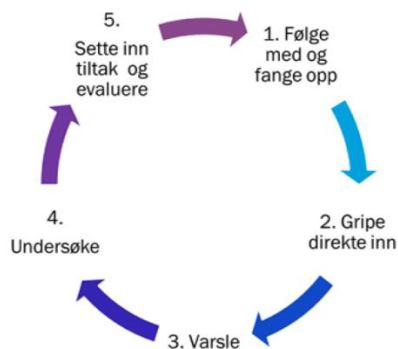 1. Følge
med og
fange opp
2. Gripe
direkte inn
3. Varsle
4.
Undersøke
5.
Sette inn
tiltak og
evaluere